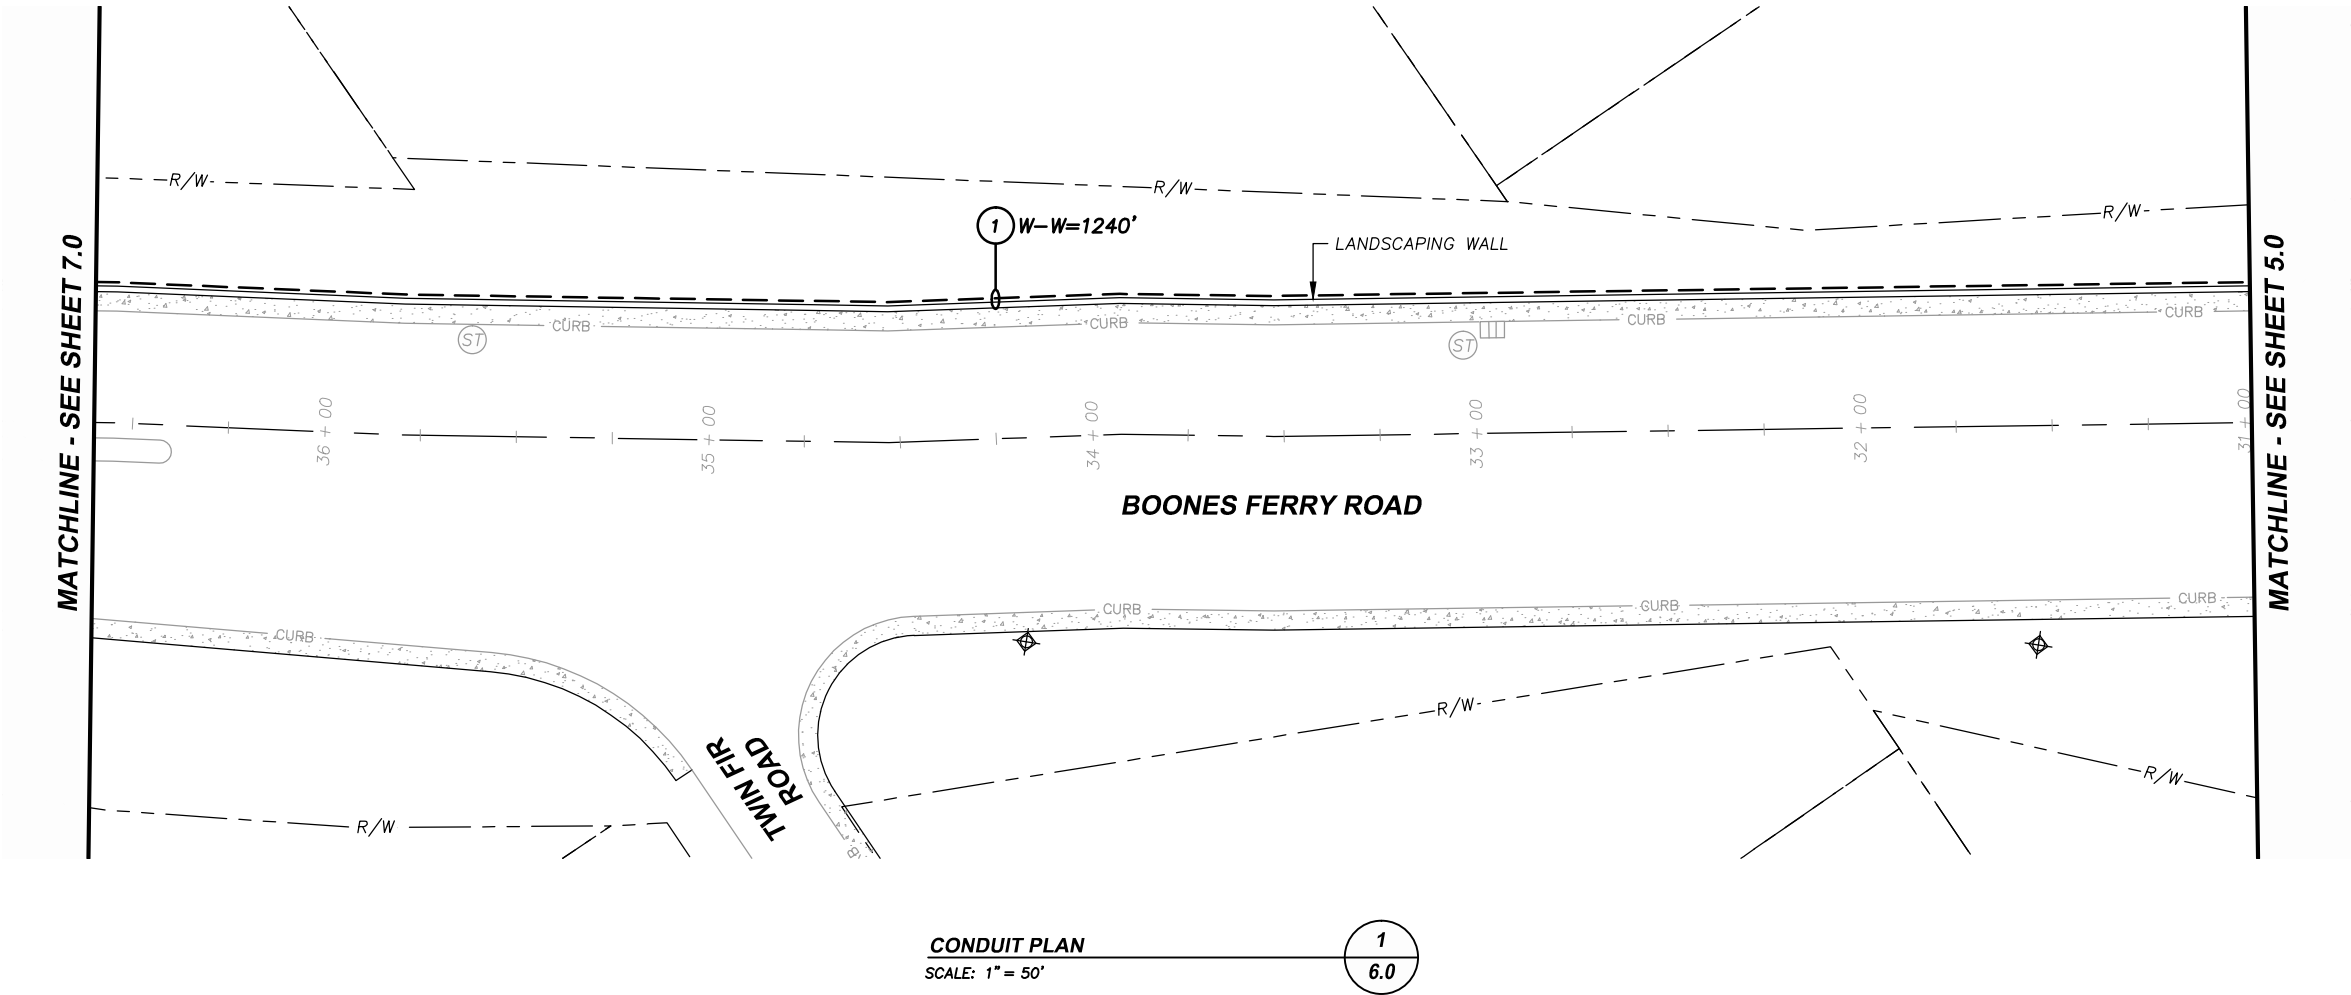 R/W
R/W
R/W
1 W-W=1240'
LANDSCAPING WALL
MATCHLINE - SEE SHEET 7.0
MATCHLINE - SEE SHEET 5.0
CURB
CURB
CURB
CURB
ST
ST
36 + 00
35 + 00
34 + 00
33 + 00
32 + 00
31 + 00
BOONES FERRY ROAD
CURB
CURB
CURB
CURB
R/W
TWIN FIR
ROAD
R/W
R/W
CONDUIT PLAN
SCALE: 1" = 50'
1
6.0